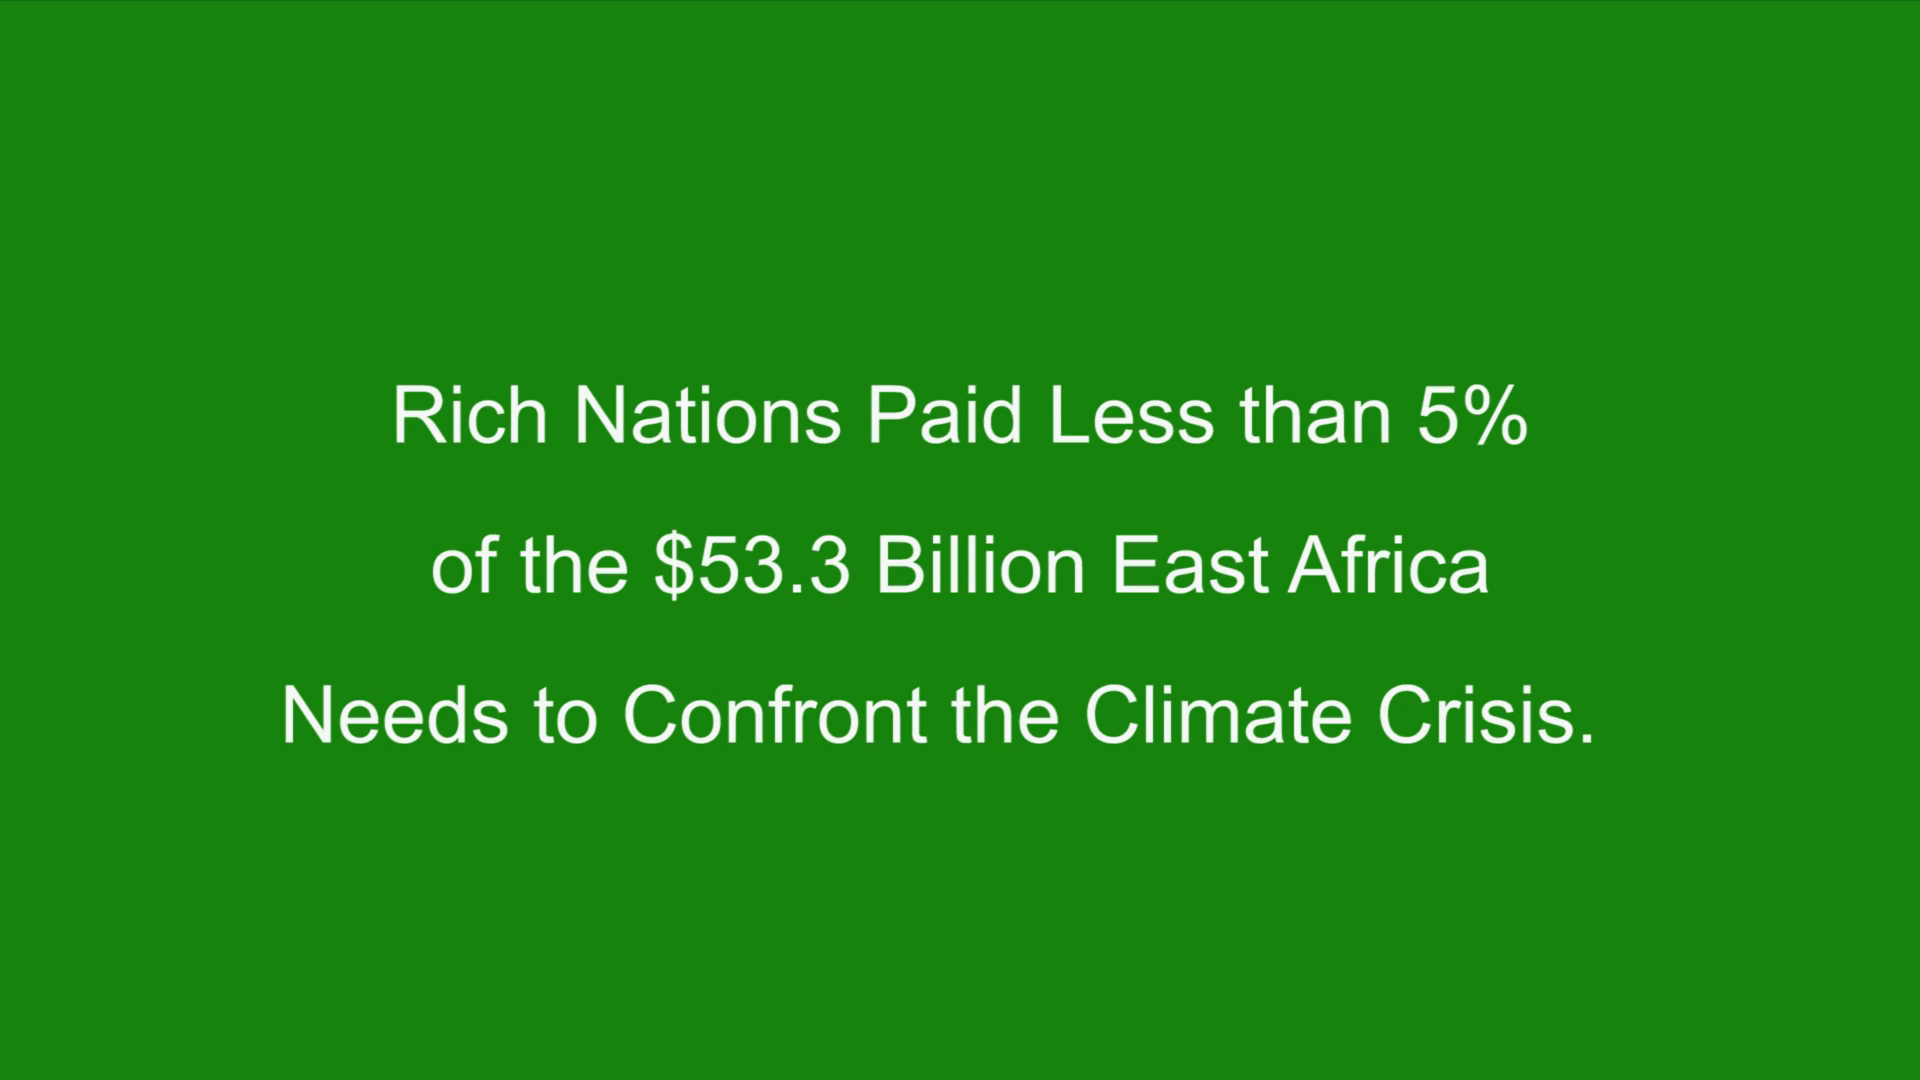 Rich Nations Paid Less than 5%
of the $53.3 Billion East Africa
Needs to Confront the Climate Crisis.